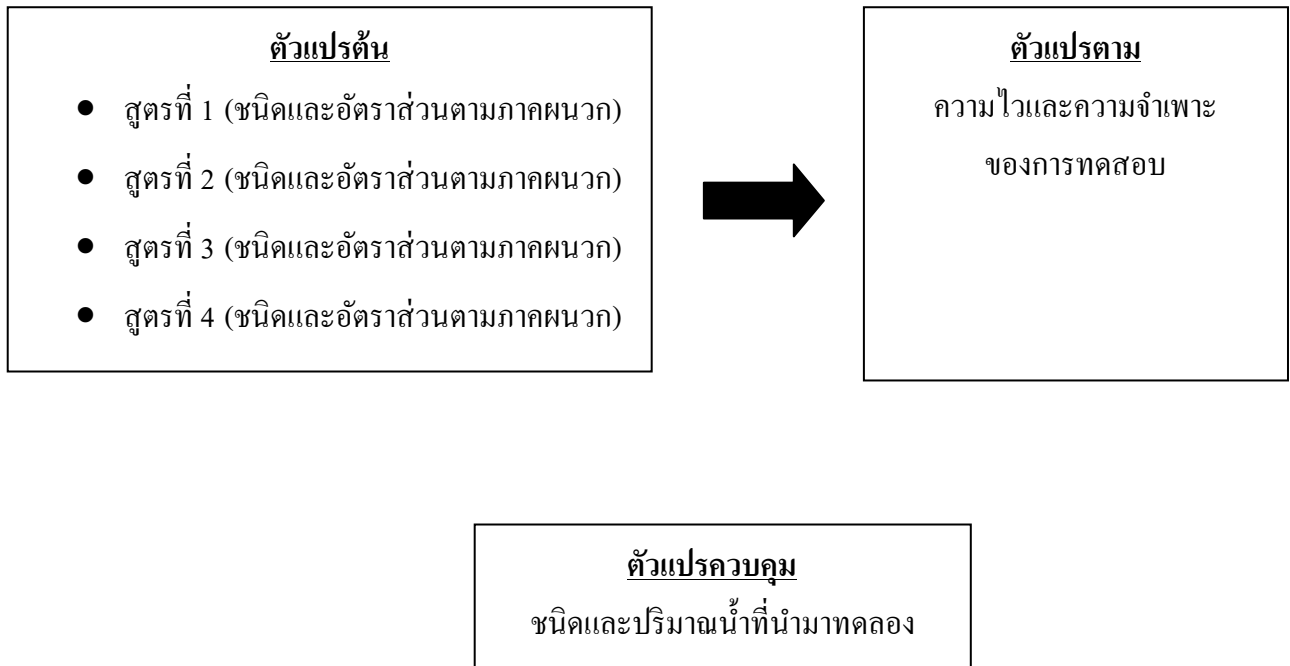 ตัวแปรต้น
● สูตรที่ 1 (ชนิดและอัตราส่วนตามภาคผนวก)
● สูตรที่ 2 (ชนิดและอัตราส่วนตามภาคผนวก)
● สูตรที่ 3 (ชนิดและอัตราส่วนตามภาคผนวก)
● สูตรที่ 4 (ชนิดและอัตราส่วนตามภาคผนวก)
ตัวแปรตาม
ความไวและความจำเพาะ
ของการทดสอบ
ตัวแปรควบคุม
ชนิดและปริมาณน้ำที่นำมาทดลอง